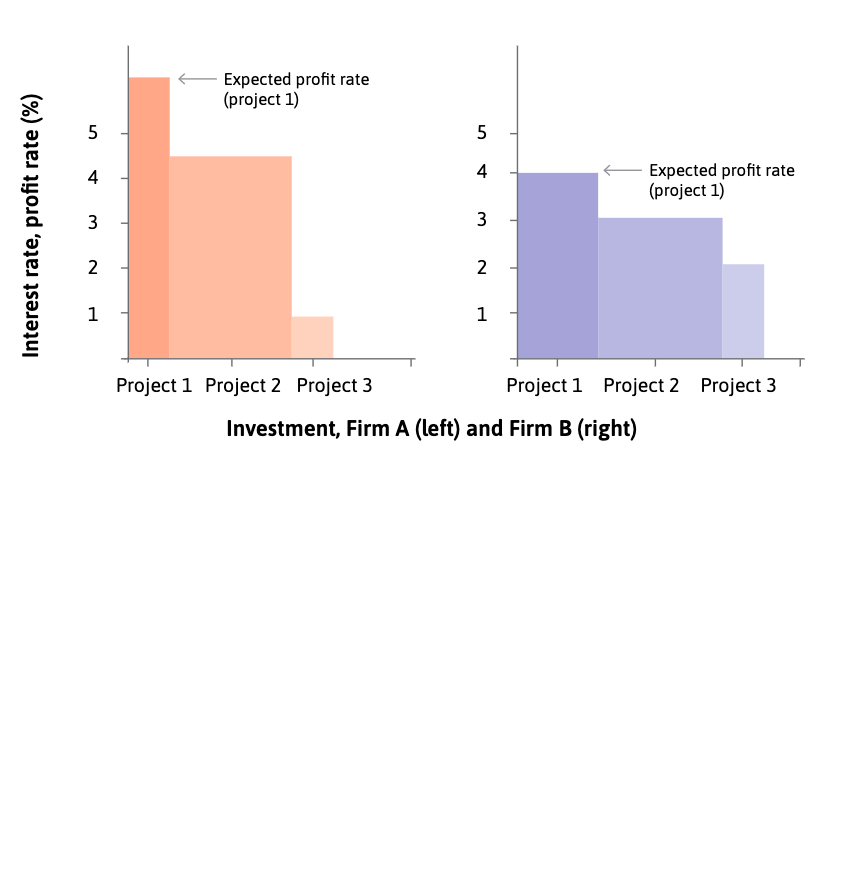 Interest rate, profit rate (%)
5
4
3
2
1
Expected profit rate
(project 1)
Project 1 Project 2 Project 3
5
4
3
2
1
Expected profit rate
(project 1)
Project 1 Project 2 Project 3
Investment, Firm A (left) and Firm B (right)